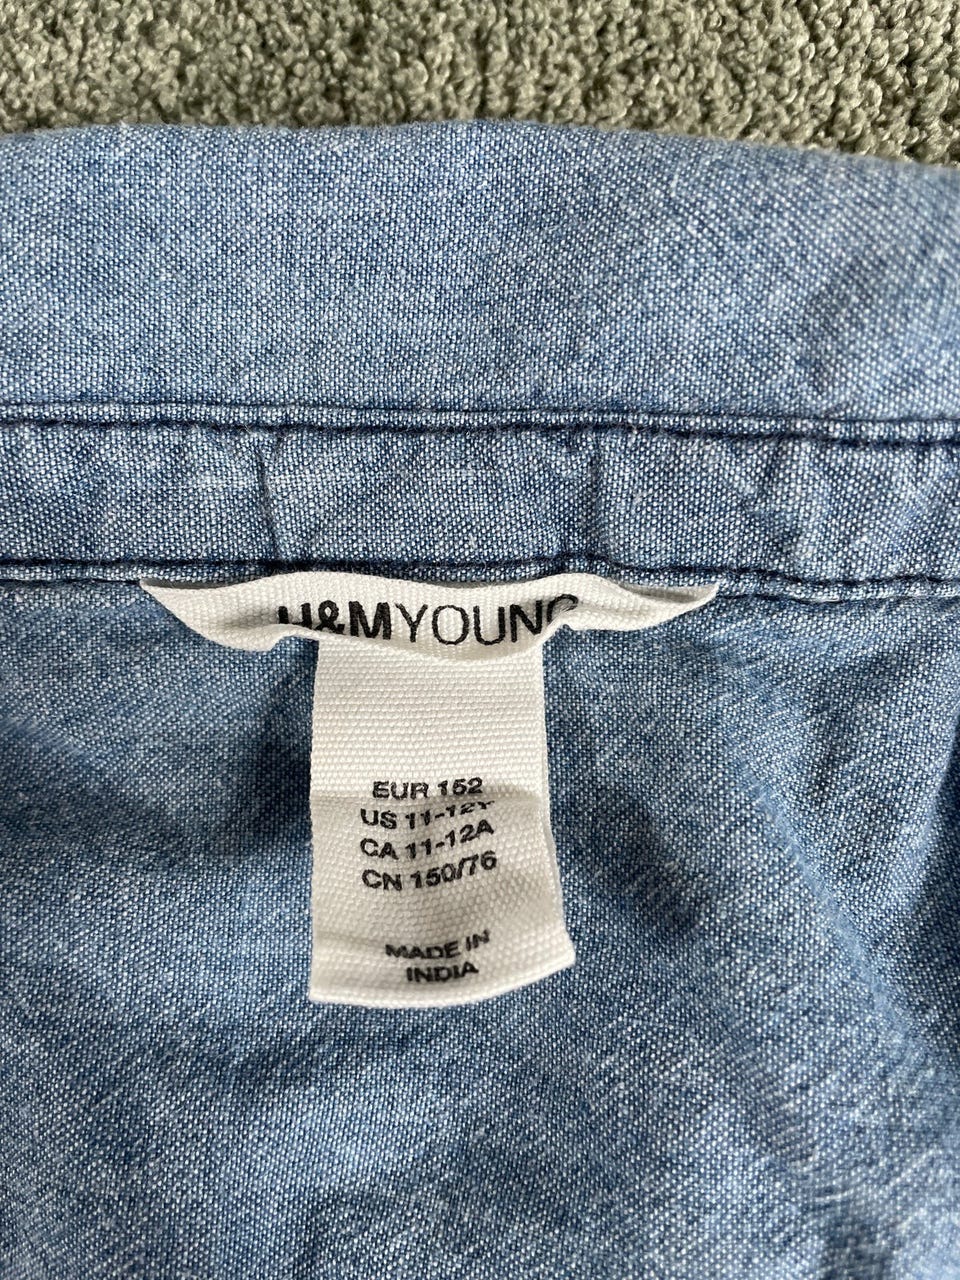 H&MYOUNG
EUR 152
US 11-12Y
CA 11-12A
CN 150/76
MADE IN
INDIA